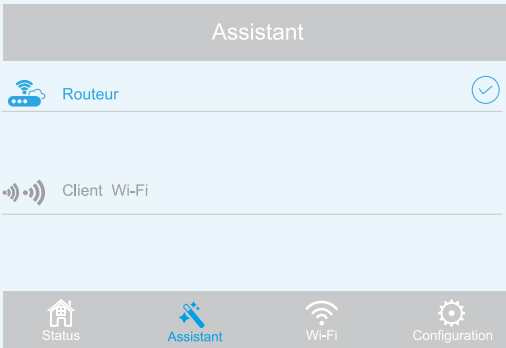 Assistant
Routeur
Client Wi-Fi
Status Assistant Wi-Fi Configuration